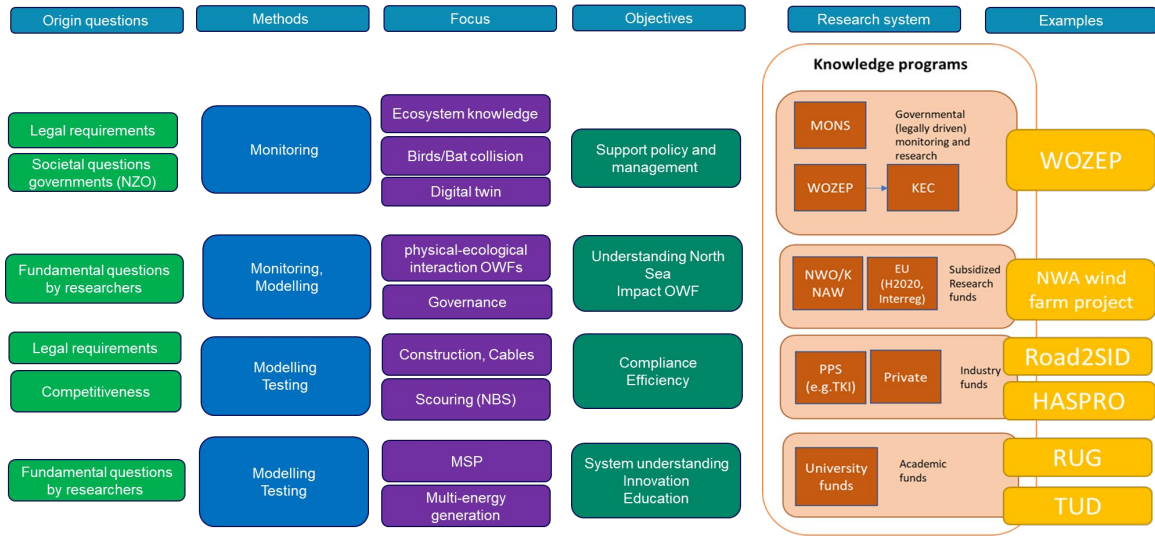 Origin questions
Methods
Focus
Objectives
Research system
Examples
Knowledge programs
Legal requirements
Societal questions
governments (NZO)
Monitoring
Ecosystem knowledge
Birds/Bat collision
Digital twin
Support policy and
management
MONS
WOZEP
KEC
Governmental
(legally driven)
monitoring and
research
WOZEP
Fundamental questions
by researchers
Monitoring,
Modelling
physical-ecological
interaction OWFs
Governance
Understanding North
Sea
Impact OWF
NWO/K
NAW
EU
(H2020,
Interreg)
Subsidized
Research
funds
NWA wind
farm project
Legal requirements
Competitiveness
Modelling
Testing
Construction, Cables
Scouring (NBS)
Compliance
Efficiency
PPS
(e.g.TKI)
Private
Industry
funds
Road2SID
HASPRO
Fundamental questions
by researchers
Modelling
Testing
MSP
Multi-energy
generation
System understanding
Innovation
Education
University
funds
Academic
funds
RUG
TUD